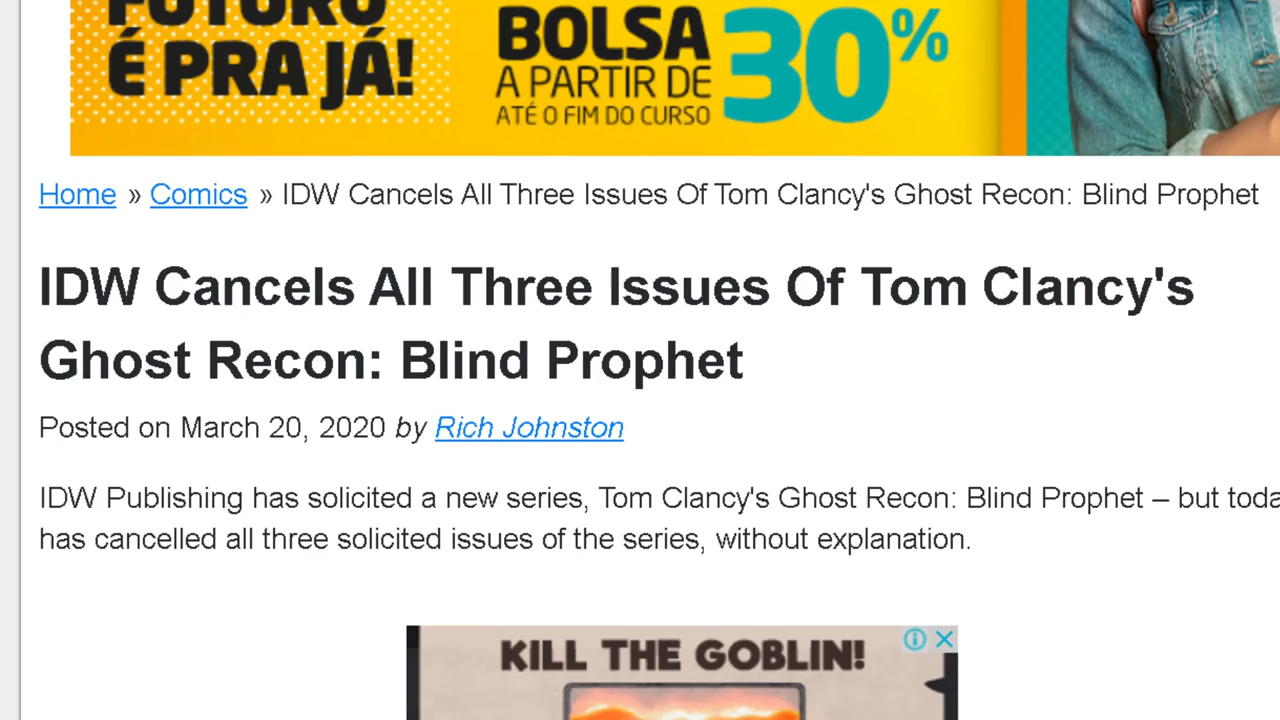 FUTURO
É PRA JÁ!
BOLSA
A PARTIR DE
ATÉ O FIM DO CURSO
30%
Home » Comics » IDW Cancels All Three Issues Of Tom Clancy's Ghost Recon: Blind Prophet
IDW Cancels All Three Issues Of Tom Clancy's
Ghost Recon: Blind Prophet
Posted on March 20, 2020 by Rich Johnston
IDW Publishing has solicited a new series, Tom Clancy's Ghost Recon: Blind Prophet – but
has cancelled all three solicited issues of the series, without explanation.
KILL THE GOBLIN!